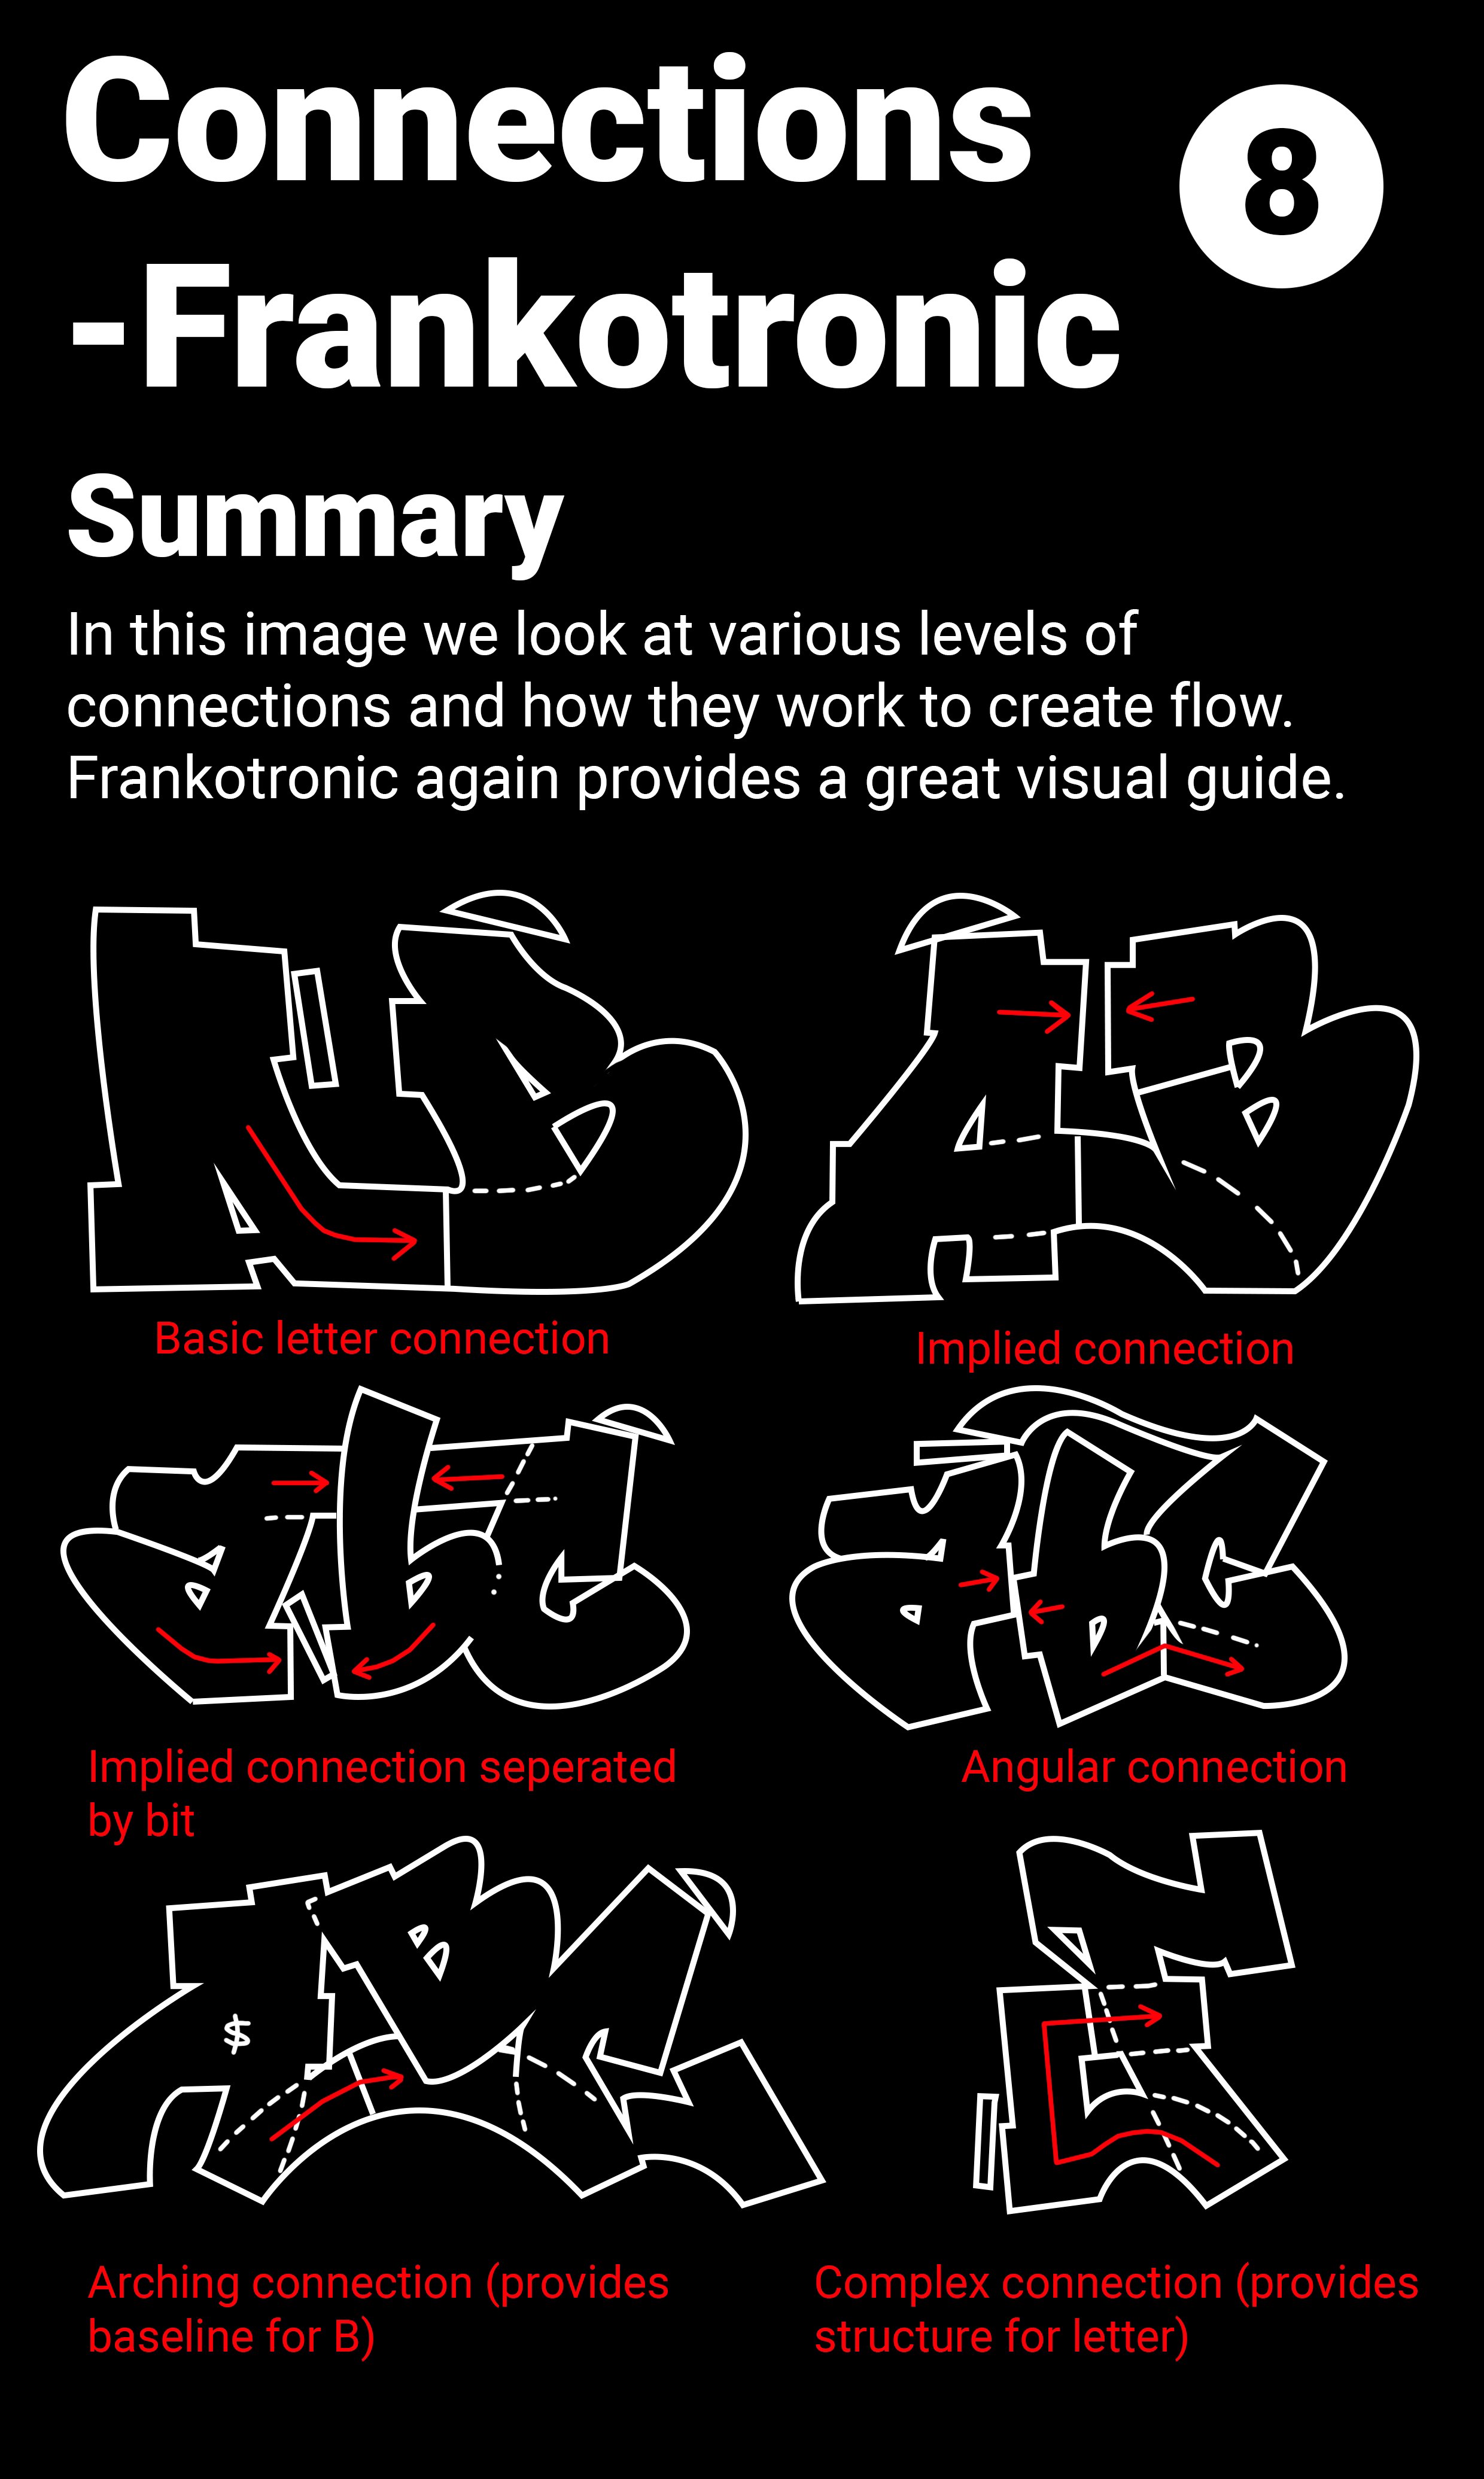 Connections
8
-Frankotronic
Summary
In this image we look at various levels of
connections and how they work to create flow.
Frankotronic again provides a great visual guide.
Basic letter connection
Implied connection
Implied connection seperated
by bit
Angular connection
$
Arching connection (provides
baseline for B)
Complex connection (provides
structure for letter)